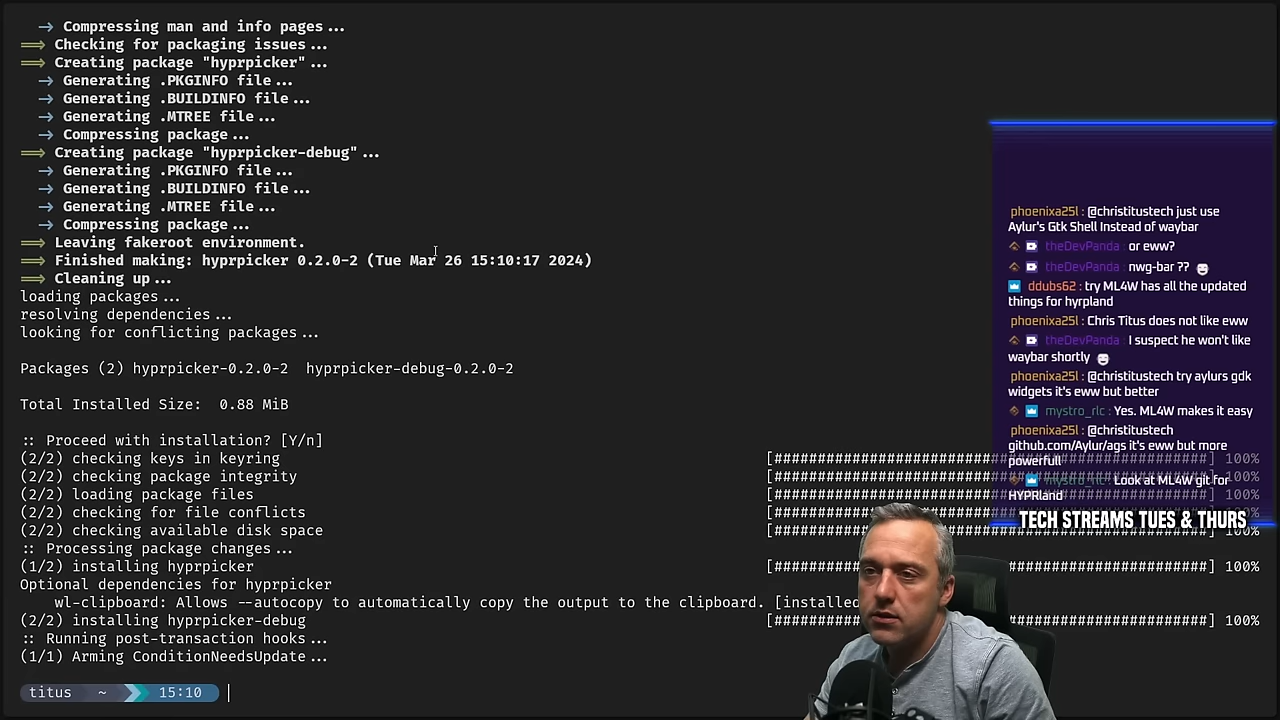 → Compressing man and info pages...
⟹ Checking for packaging issues...
⟹ Creating package "hyprpicker"...
→ Generating .PKGINFO file...
→ Generating .BUILDINFO file...
→ Generating .MTREE file...
→ Compressing package...
⟹ Creating package "hyprpicker-debug"...
→ Generating .PKGINFO file...
→ Generating .BUILDINFO file...
→ Generating .MTREE file...
→ Compressing package...
⟹ Leaving fakeroot environment.
⟹ Finished making: hyprpicker 0.2.0-2 (Tue Mar 26 15:10:17 2024)
⟹ Cleaning up...
loading packages...
resolving dependencies...
looking for conflicting packages...
Packages (2) hyprpicker-0.2.0-2 hyprpicker-debug-0.2.0-2
Total Installed Size: 0.88 MiB
:: Proceed with installation? [Y/n]
(2/2) checking keys in keyring 100%
(2/2) checking package integrity 100%
(2/2) loading package files 100%
(2/2) checking for file conflicts 100%
(2/2) checking available disk space 100%
:: Processing package changes...
(1/2) installing hyprpicker 100%
Optional dependencies for hyprpicker
wl-clipboard: Allows --autocopy to automatically copy the output to the clipboard. [installed
(2/2) installing hyprpicker-debug 100%
:: Running post-transaction hooks...
(1/1) Arming ConditionNeedsUpdate...
titus ~ 15:10
phoenixa25l: @christitustech just use
Aylur's Gtk Shell Instead of waybar
theDevPanda: or eww?
theDevPanda: nwg-bar ??
ddubs62: try ML4W has all the updated
things for hyrpland
phoenixa25l: Chris Titus does not like eww
theDevPanda: I suspect he won't like
waybar shortly
phoenixa25l: @christitustech try aylurs gdk
widgets it's eww but better
mystro_rlc: Yes. ML4W makes it easy
phoenixa25l: @christitustech
github.com/Aylur/ags it's eww but more
powerfull
mystro_rlc: Look at ML4W git for
HYPRland
TECH STREAMS TUES & THURS